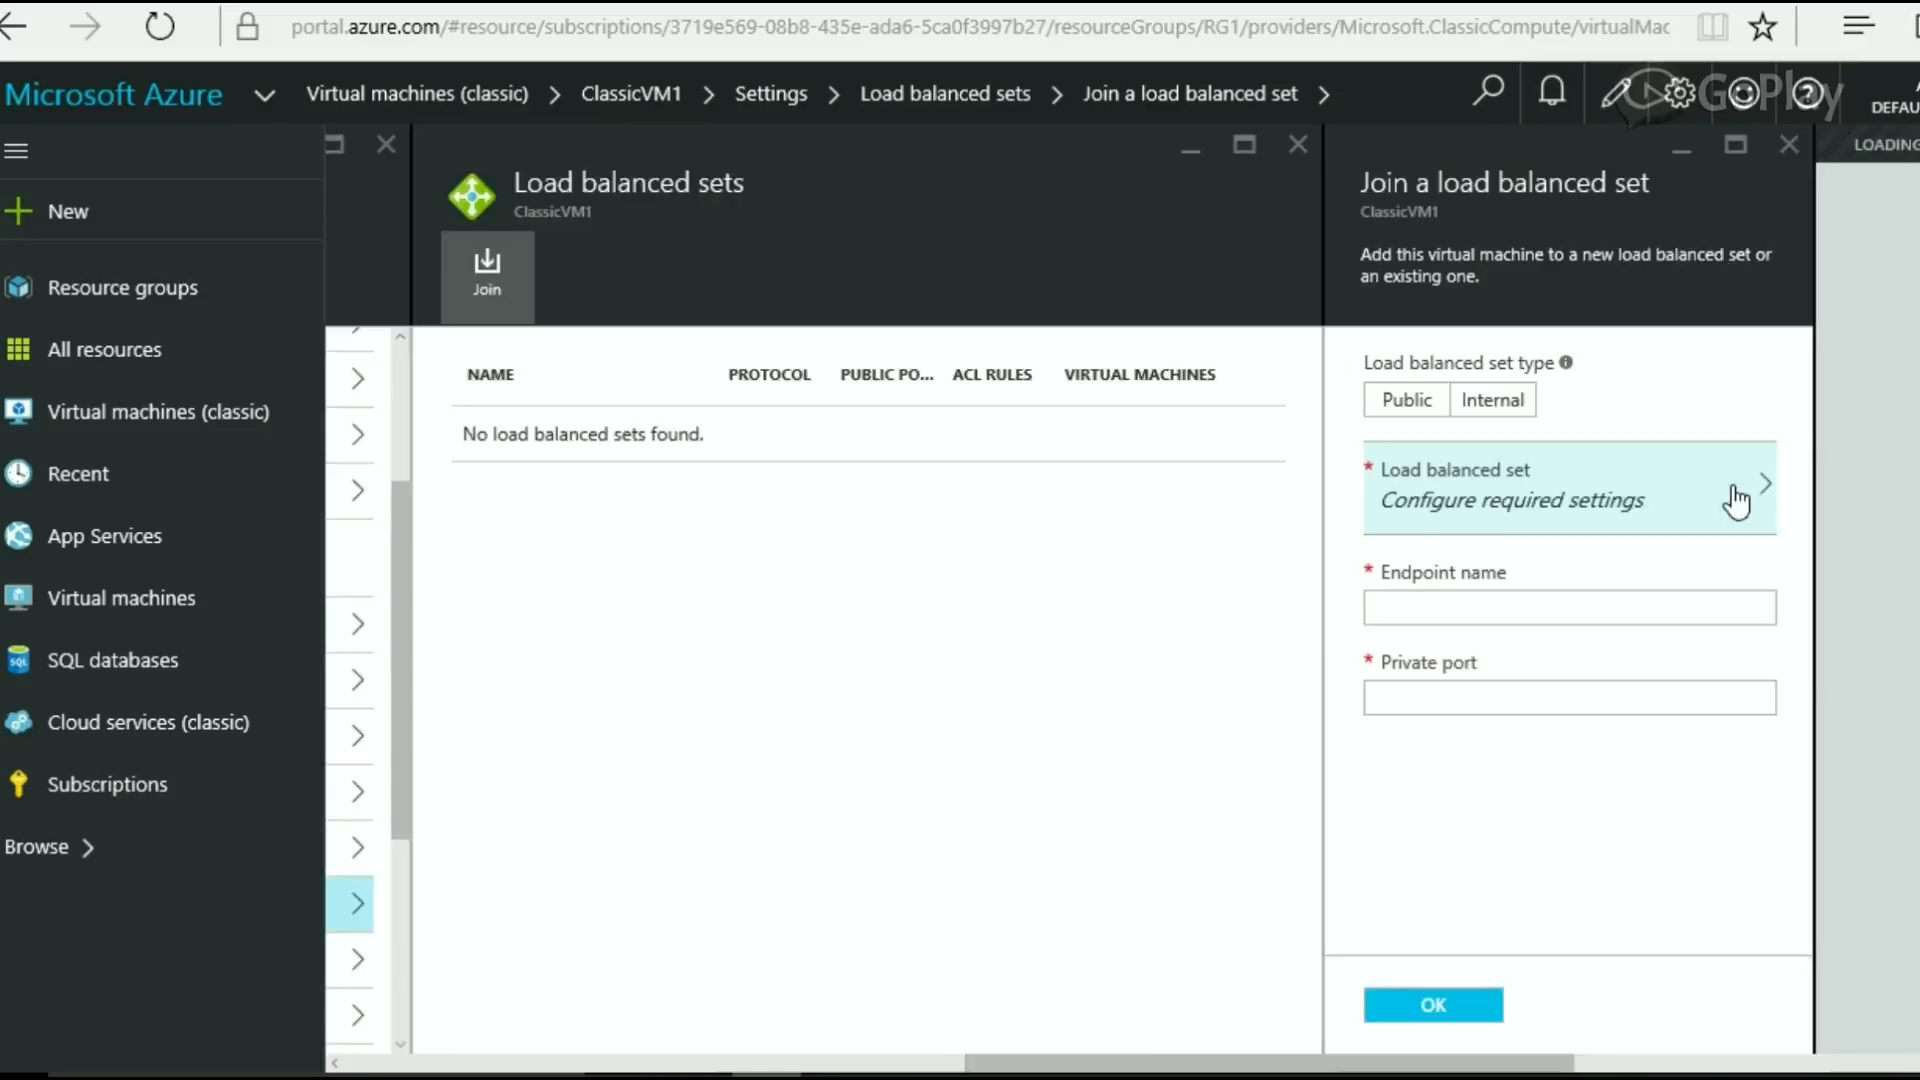 portal.azure.com/#resource/subscriptions/3719e569-08b8-435e-ada6-5ca0f3997b27/resourceGroups/RG1/providers/Microsoft.ClassicCompute/virtualMac
Microsoft Azure
Virtual machines (classic)
ClassicVM1
Settings
Load balanced sets
Join a load balanced set
GoPlay
DEFAU
LOADING
New
Resource groups
All resources
Virtual machines (classic)
Recent
App Services
Virtual machines
SQL databases
Cloud services (classic)
Subscriptions
Browse
Load balanced sets
ClassicVM1
Join
NAME PROTOCOL PUBLIC PO... ACL RULES VIRTUAL MACHINES
No load balanced sets found.
Join a load balanced set
ClassicVM1
Add this virtual machine to a new load balanced set or
an existing one.
Load balanced set type
Public Internal
* Load balanced set
Configure required settings
* Endpoint name
* Private port
OK